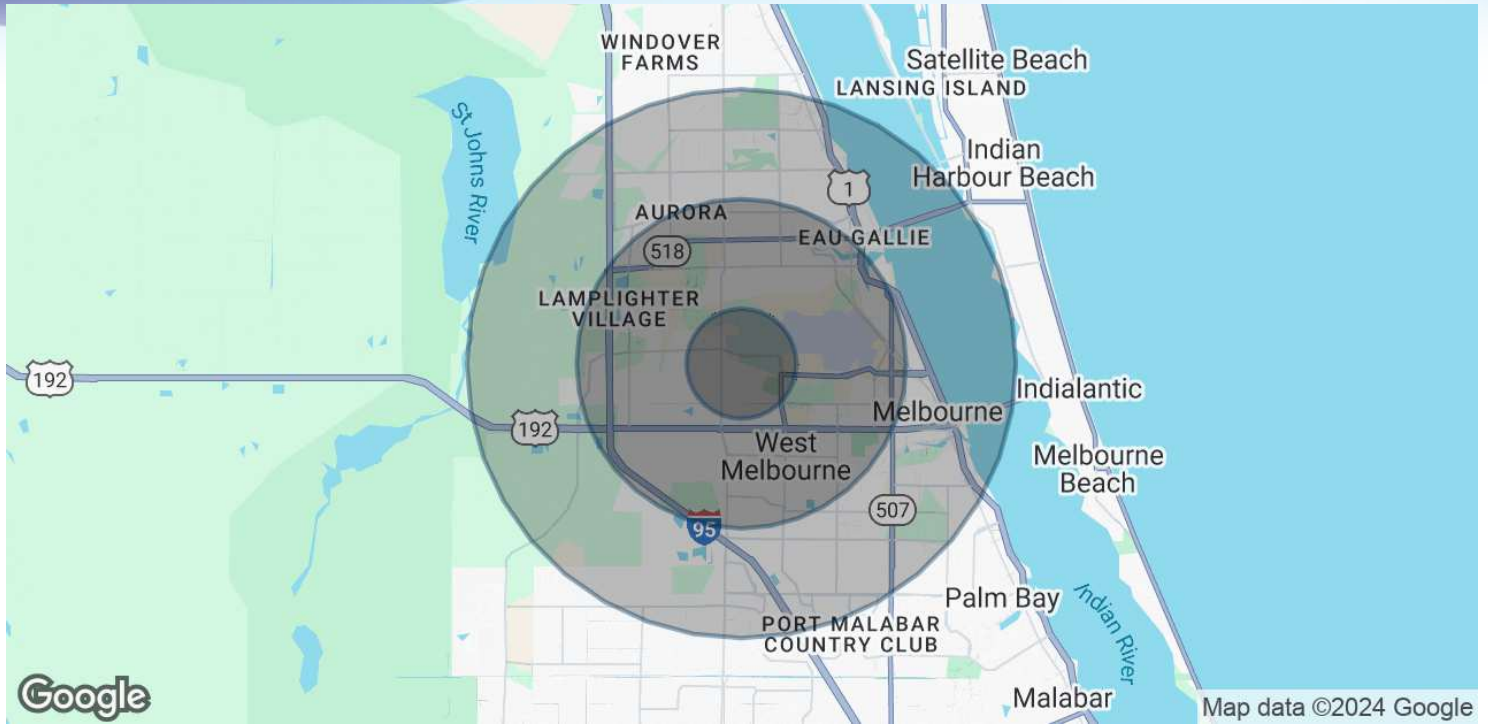 WINDOVER
FARMS
Satellite Beach
LANSING ISLAND
St Johns River
Indian
Harbour Beach
1
AURORA
EAU GALLIE
518
LAMPLIGHTER
VILLAGE
192
Indialantic
192
Melbourne
West
Melbourne
Melbourne
Beach
507
95
Palm Bay
Indian River
PORT MALABAR
COUNTRY CLUB
Malabar
Google
Map data ©2024 Google